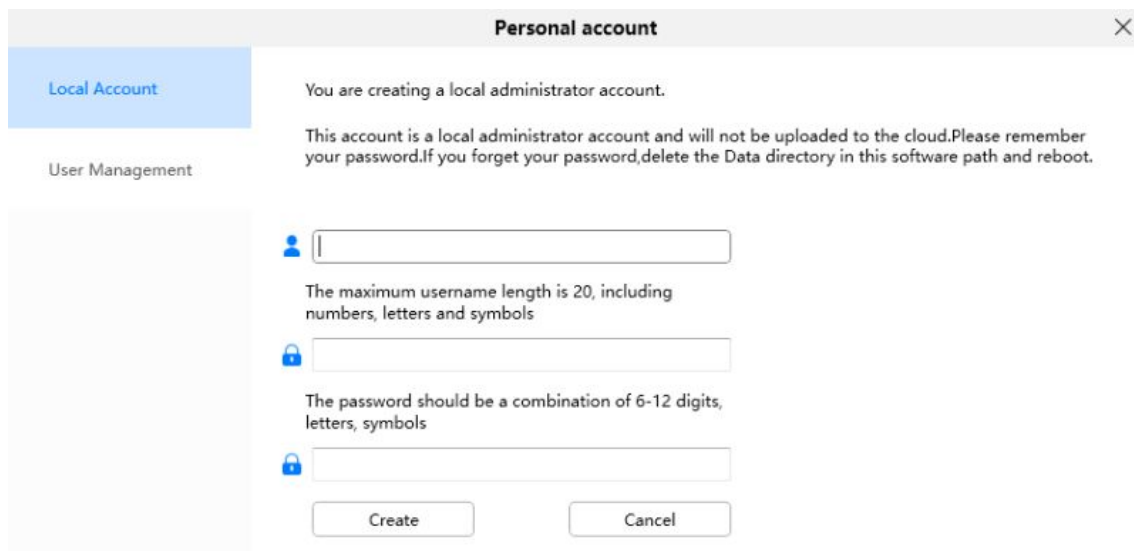 Personal account
Local Account
You are creating a local administrator account.
This account is a local administrator account and will not be uploaded to the cloud.Please remember
your password.If you forget your password,delete the Data directory in this software path and reboot.
User Management
The maximum username length is 20, including
numbers, letters and symbols
The password should be a combination of 6-12 digits,
letters, symbols
Create
Cancel